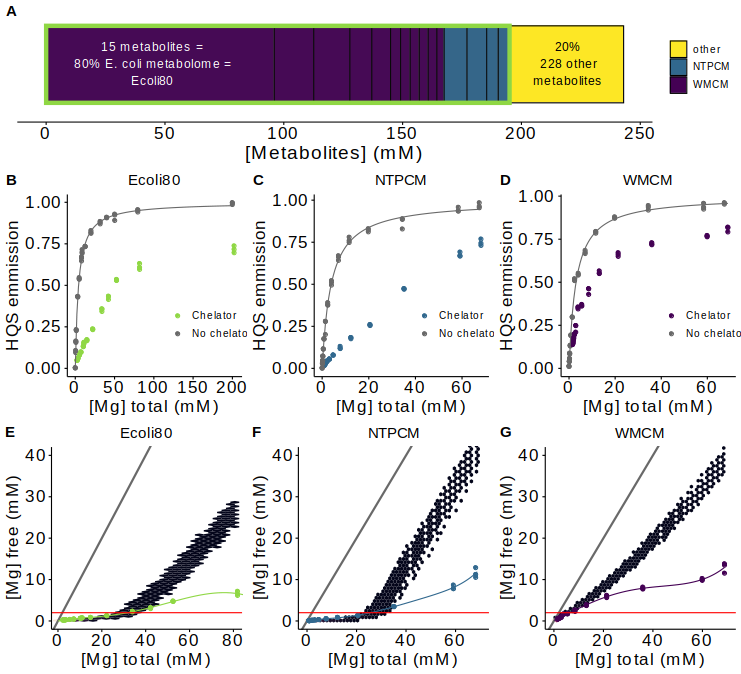 A
15 metabolites =
80% E. coli metabolome =
Ecoli80
20%
228 other
metabolites
other
NTPCM
WMCM
0 50 100 150 200 250
[Metabolites] (mM)
B Ecoli80
1.00
0.75
0.50
0.25
0.00
HQS emmission
Chelator
No chelato
0 50 100 150 200
[Mg] total (mM)
C NTPCM
1.00
0.75
0.50
0.25
0.00
HQS emmission
Chelator
No chelato
0 20 40 60
[Mg] total (mM)
D WMCM
1.00
0.75
0.50
0.25
0.00
HQS emmission
Chelator
No chelato
0 20 40 60
[Mg] total (mM)
E Ecoli80
40
30
20
10
0
[Mg] free (mM)
0 20 40 60 80
[Mg] total (mM)
F NTPCM
40
30
20
10
0
[Mg] free (mM)
0 20 40 60
[Mg] total (mM)
G WMCM
40
30
20
10
0
[Mg] free (mM)
0 20 40 60
[Mg] total (mM)